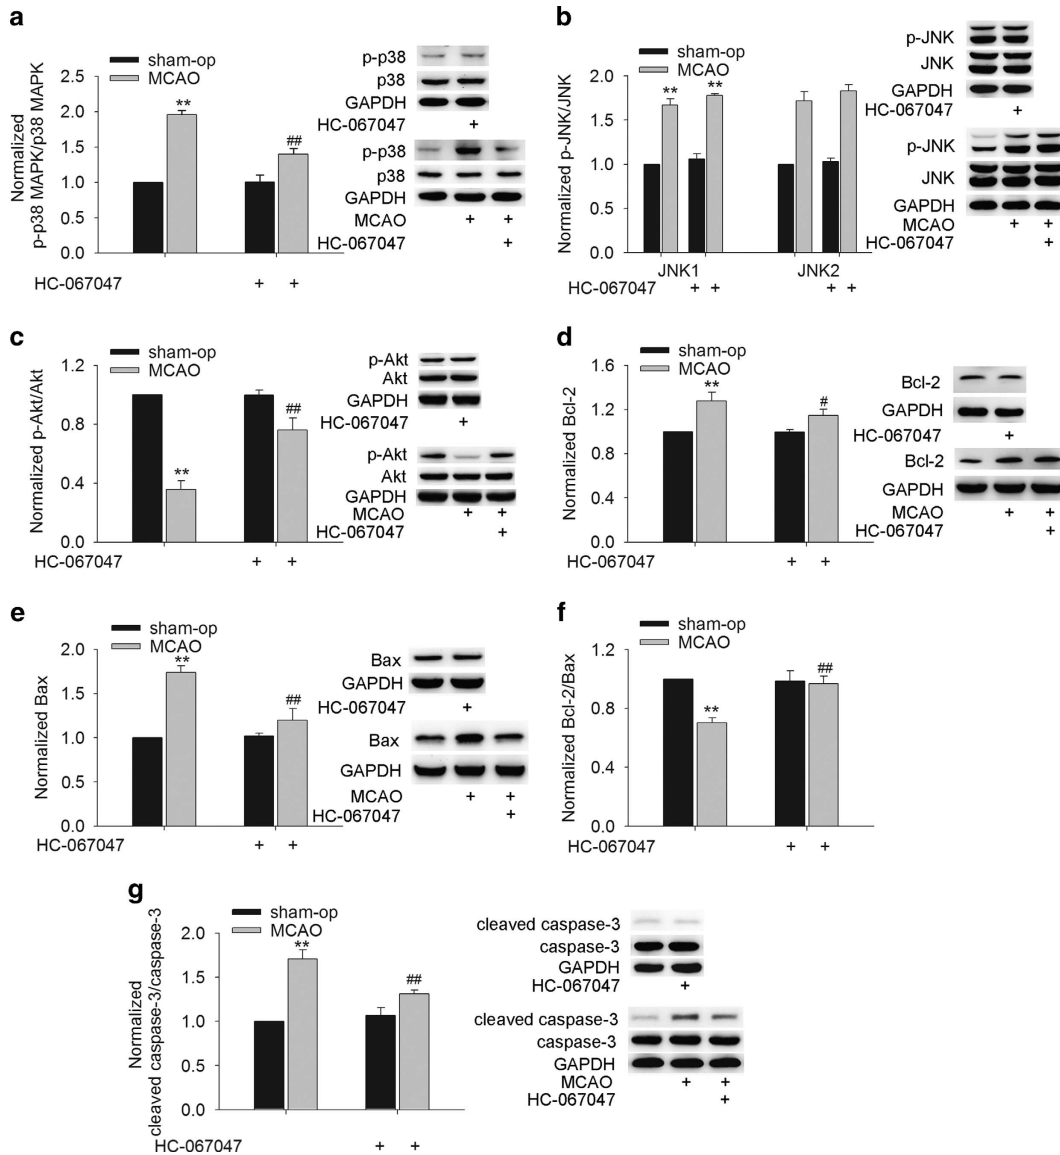 a
sham-op
MCAO
Normalized
p-p38 MAPK/p38 MAPK
2.5
2.0
1.5
1.0
0.5
0.0
**
##
HC-067047 + +
p-p38
p38
GAPDH
HC-067047 +
p-p38
p38
GAPDH
MCAO + +
HC-067047 +
b
sham-op
MCAO
Normalized p-JNK/JNK
2.0
1.5
1.0
0.5
0.0
** **
JNK1 JNK2
HC-067047 + + + +
p-JNK
JNK
GAPDH
HC-067047 +
p-JNK
JNK
GAPDH
MCAO + +
HC-067047 +
c
sham-op
MCAO
Normalized p-Akt/Akt
1.2
0.8
0.4
0.0
**
##
HC-067047 + +
p-Akt
Akt
GAPDH
HC-067047 +
p-Akt
Akt
GAPDH
MCAO + +
HC-067047 +
d
sham-op
MCAO
Normalized Bcl-2
1.6
1.2
0.8
0.4
0.0
**
#
HC-067047 + +
Bcl-2
GAPDH
HC-067047 +
Bcl-2
GAPDH
MCAO + +
HC-067047 +
e
sham-op
MCAO
Normalized Bax
2.0
1.5
1.0
0.5
0.0
**
##
HC-067047 + +
Bax
GAPDH
HC-067047 +
Bax
GAPDH
MCAO + +
HC-067047 +
f
sham-op
MCAO
Normalized Bcl-2/Bax
1.2
0.8
0.4
0.0
**
##
HC-067047 + +
g
sham-op
MCAO
Normalized
cleaved caspase-3/caspase-3
2.0
1.5
1.0
0.5
0.0
**
##
HC-067047 + +
cleaved caspase-3
caspase-3
GAPDH
HC-067047 +
cleaved caspase-3
caspase-3
GAPDH
MCAO + +
HC-067047 +